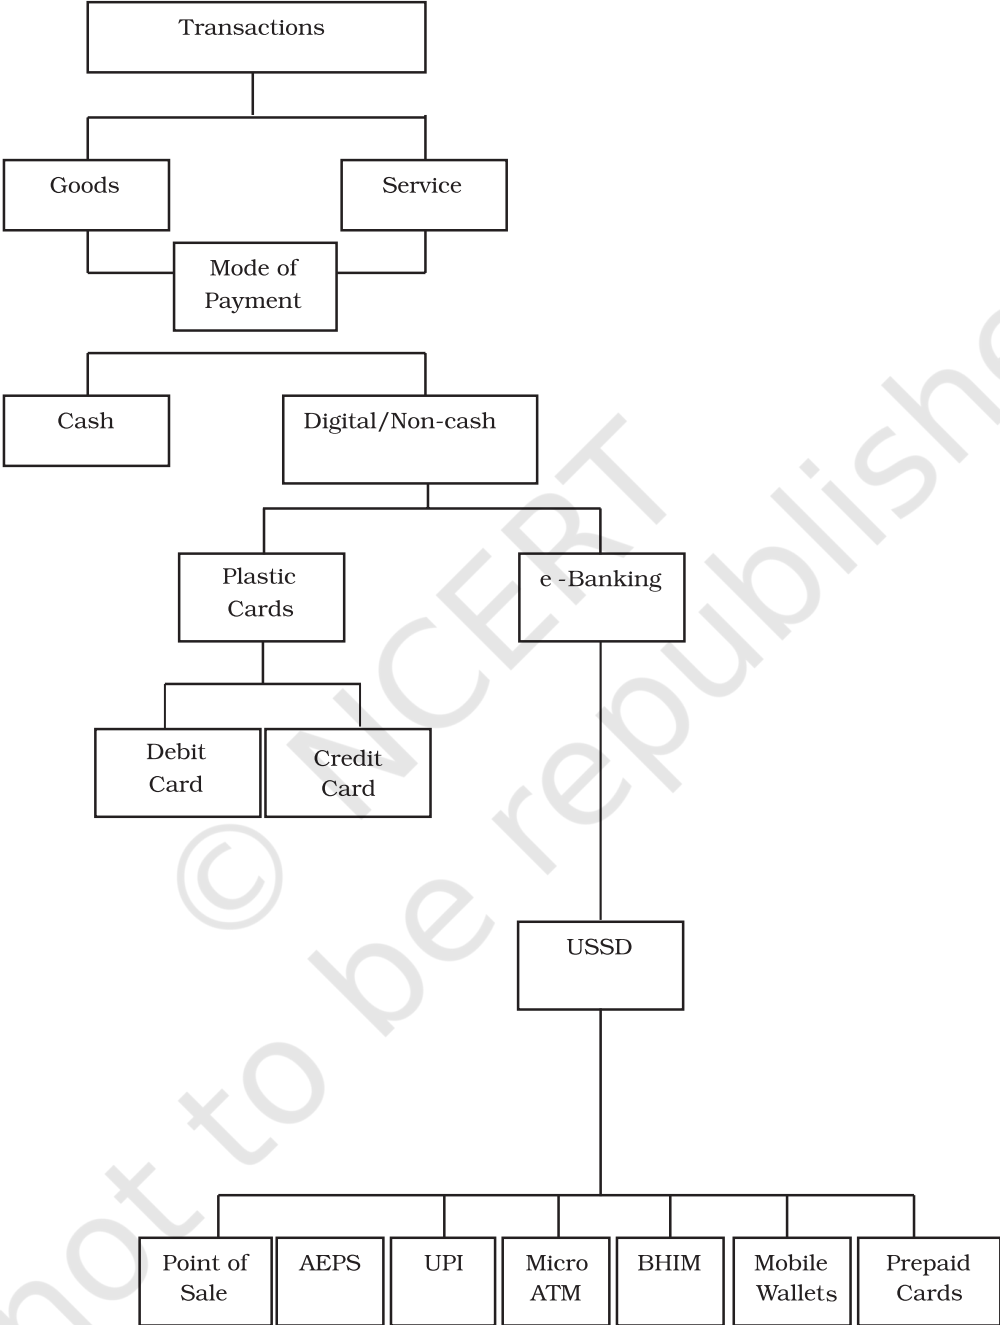 Transactions
Goods
Service
Mode of
Payment
Cash
Digital/Non-cash
Plastic
Cards
e -Banking
Debit
Card
Credit
Card
USSD
Point of
Sale
AEPS
UPI
Micro
ATM
BHIM
Mobile
Wallets
Prepaid
Cards
© NCERT
not to be republishe